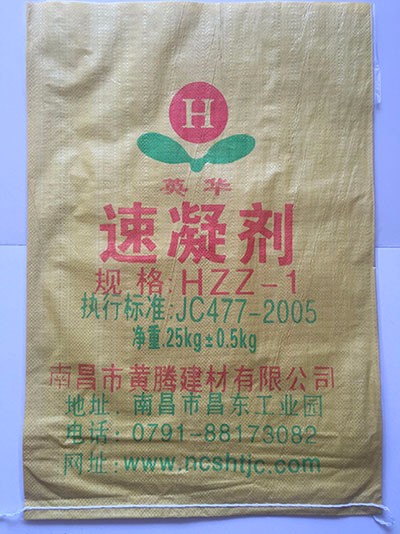 H
英华
速凝剂
规格:HZZ-1
执行标准:JC477-2005
净重.25kg±0.5kg
南昌市黄腾建材有限公司
地址:南昌市昌东工业园
电话:0791-88173082
网址:www.ncshtjc.com